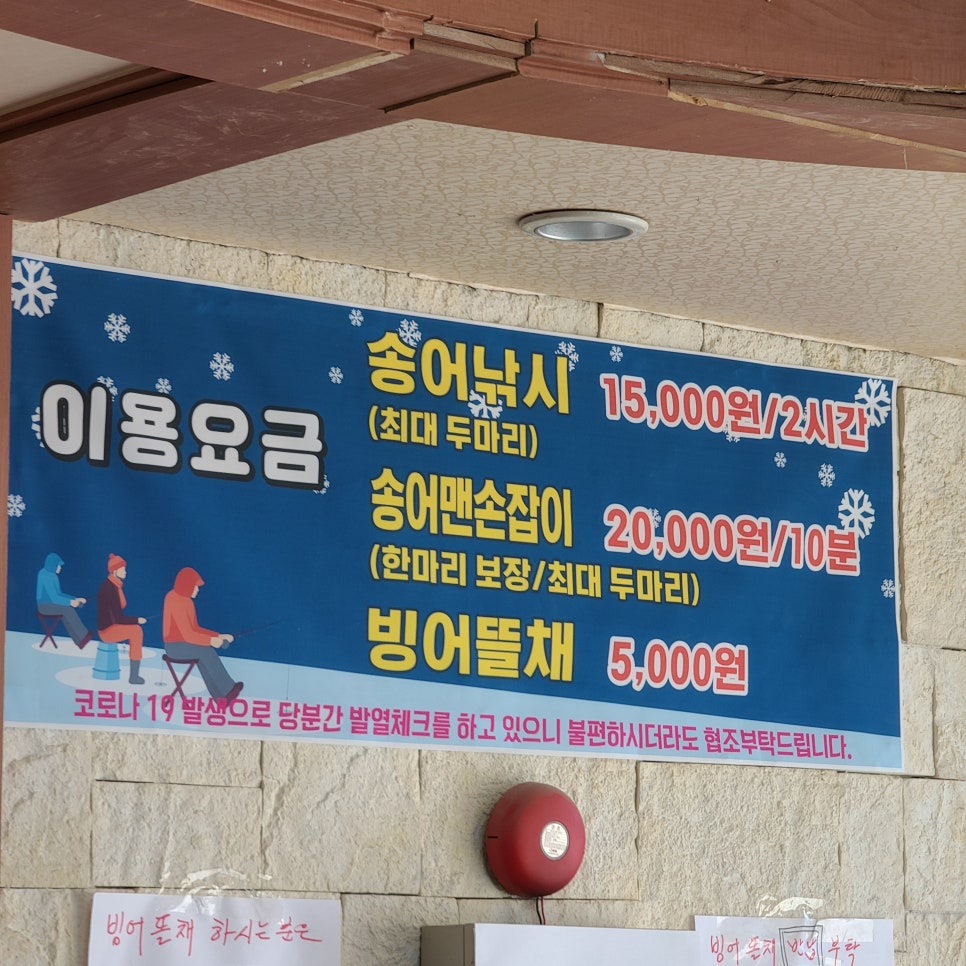 이용요금
송어낚시 15,000원/2시간
(최대 두마리)
송어맨손잡이 20,000원/10분
(한마리 보장/최대 두마리)
빙어뜰채 5,000원
코로나 19 발생으로 당분간 발열체크를 하고 있으니 불편하시더라도 협조부탁드립니다.
빙어 뜰채 하시는 분은
빙어 뜰채 반납 부탁